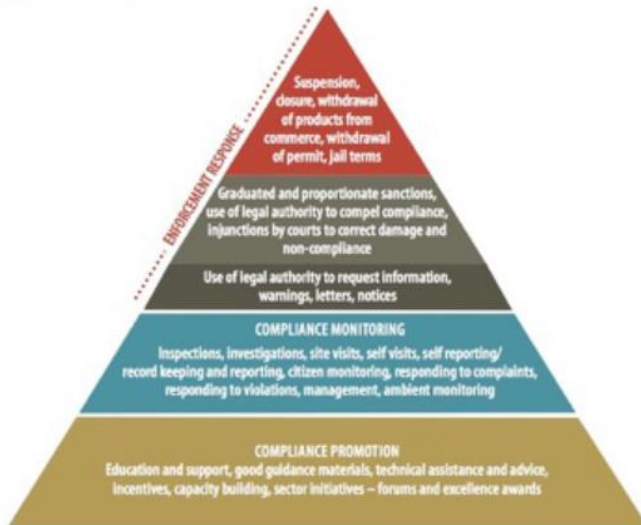 ENFORCEMENT RESPONSE
Suspension,
closure, withdrawal
of products from
commerce, withdrawal
of permit, jail terms
Graduated and proportionate sanctions,
use of legal authority to compel compliance,
injunctions by courts to correct damage and
non-compliance
Use of legal authority to request information,
warnings, letters, notices
COMPLIANCE MONITORING
Inspections, investigations, site visits, self visits, self reporting/
record keeping and reporting, citizen monitoring, responding to complaints,
responding to violations, management, ambient monitoring
COMPLIANCE PROMOTION
Education and support, good guidance materials, technical assistance and advice,
incentives, capacity building, sector initiatives – forums and excellence awards